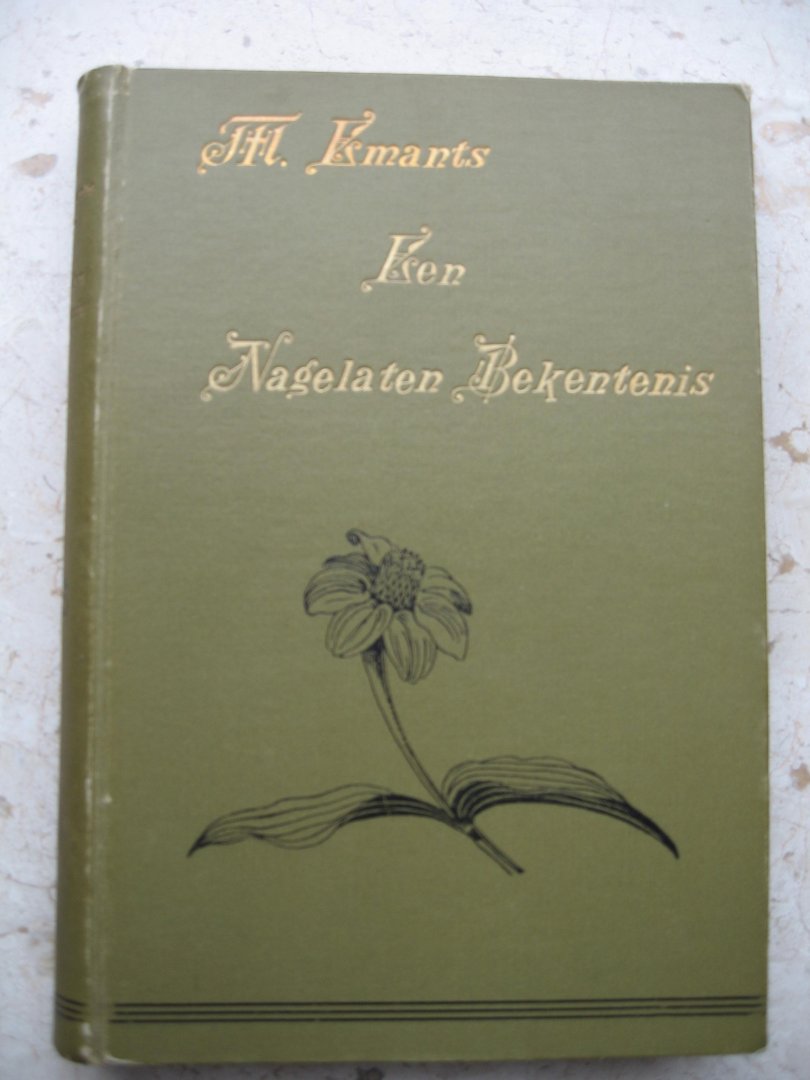 M. Emants
Een
Nagelaten Bekentenis